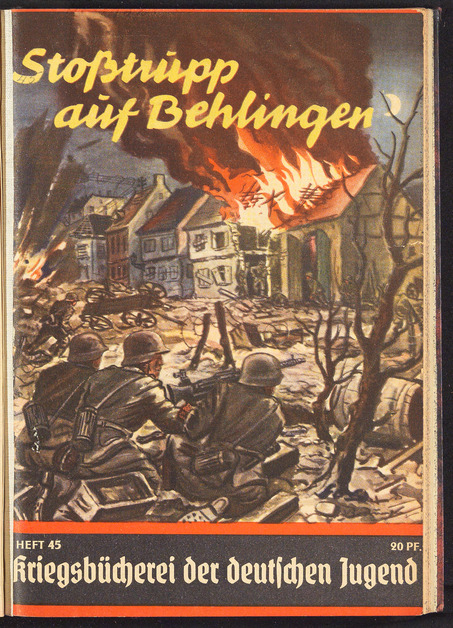 Stoßtrupp
auf Behlingen
HEFT 45
20 PF.
Kriegsbücherei der deutschen Jugend